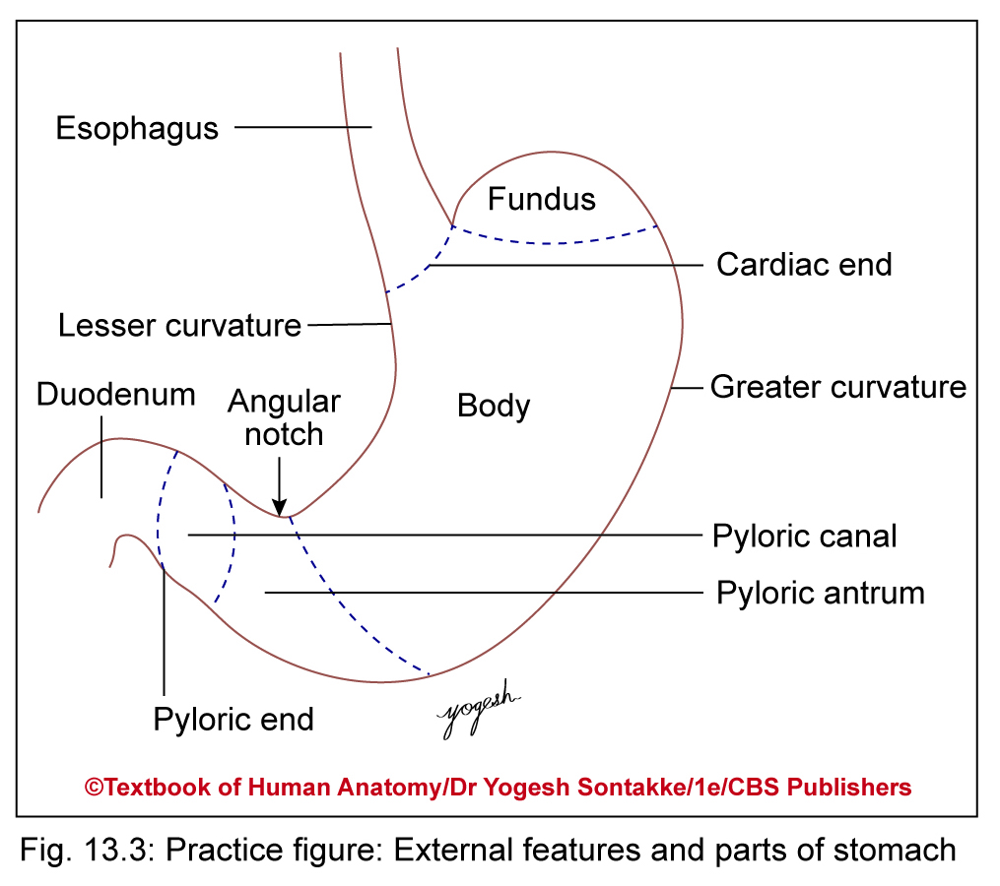 Esophagus
Fundus
Cardiac end
Lesser curvature
Duodenum
Angular
notch
Body
Greater curvature
Pyloric canal
Pyloric antrum
Pyloric end
yogesh
©Textbook of Human Anatomy/Dr Yogesh Sontakke/1e/CBS Publishers
Fig. 13.3: Practice figure: External features and parts of stomach